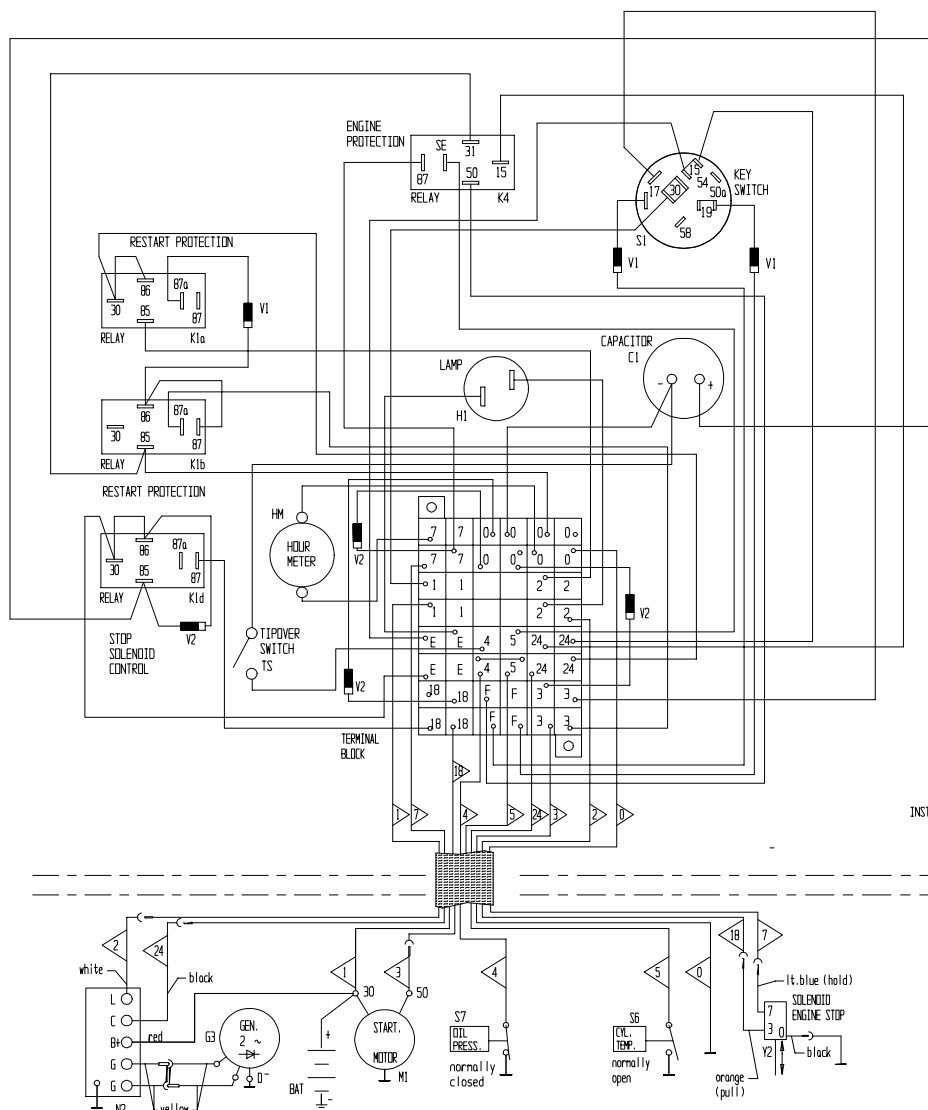 ENGINE
PROTECTION
SE
31
87
50
15
RELAY
K4
KEY
SWITCH
15
54
50a
17
30
19
58
S1
V1
V1
RESTART PROTECTION
86
87a
30
85
87
RELAY
K1a
V1
CAPACITOR
C1
-
+
LAMP
H1
86
87a
30
85
87
RELAY
K1b
RESTART PROTECTION
HM
HOUR
METER
86
87a
30
85
87
RELAY
K1d
V2
STOP
SOLENOID
CONTROL
TIPOVER
SWITCH
TS
V2
V2
V2
7 7 0 0 0 0
7 7 0 0 0 0
1 1 2 2
1 1 2 2
E E 4 5 24 24
E E 4 5 24 24
18 18 F F 3 3
18 18 F F 3 3
TERMINAL
BLOCK
18
1 7 4 5 24 3 2 0
INST
-
2 24 1 3 4 5 0 18 7
white
black
lt.blue (hold)
L
C
B+
G
G
N2
red
yellow
G3
GEN.
2 ~
D-
30
50
START.
MOTOR
M1
+
BAT
-
S7
OIL
PRESS.
normally
closed
S6
CYL.
TEMP.
normally
open
SOLENOID
ENGINE STOP
7
3 0
Y2
black
orange
(pull)